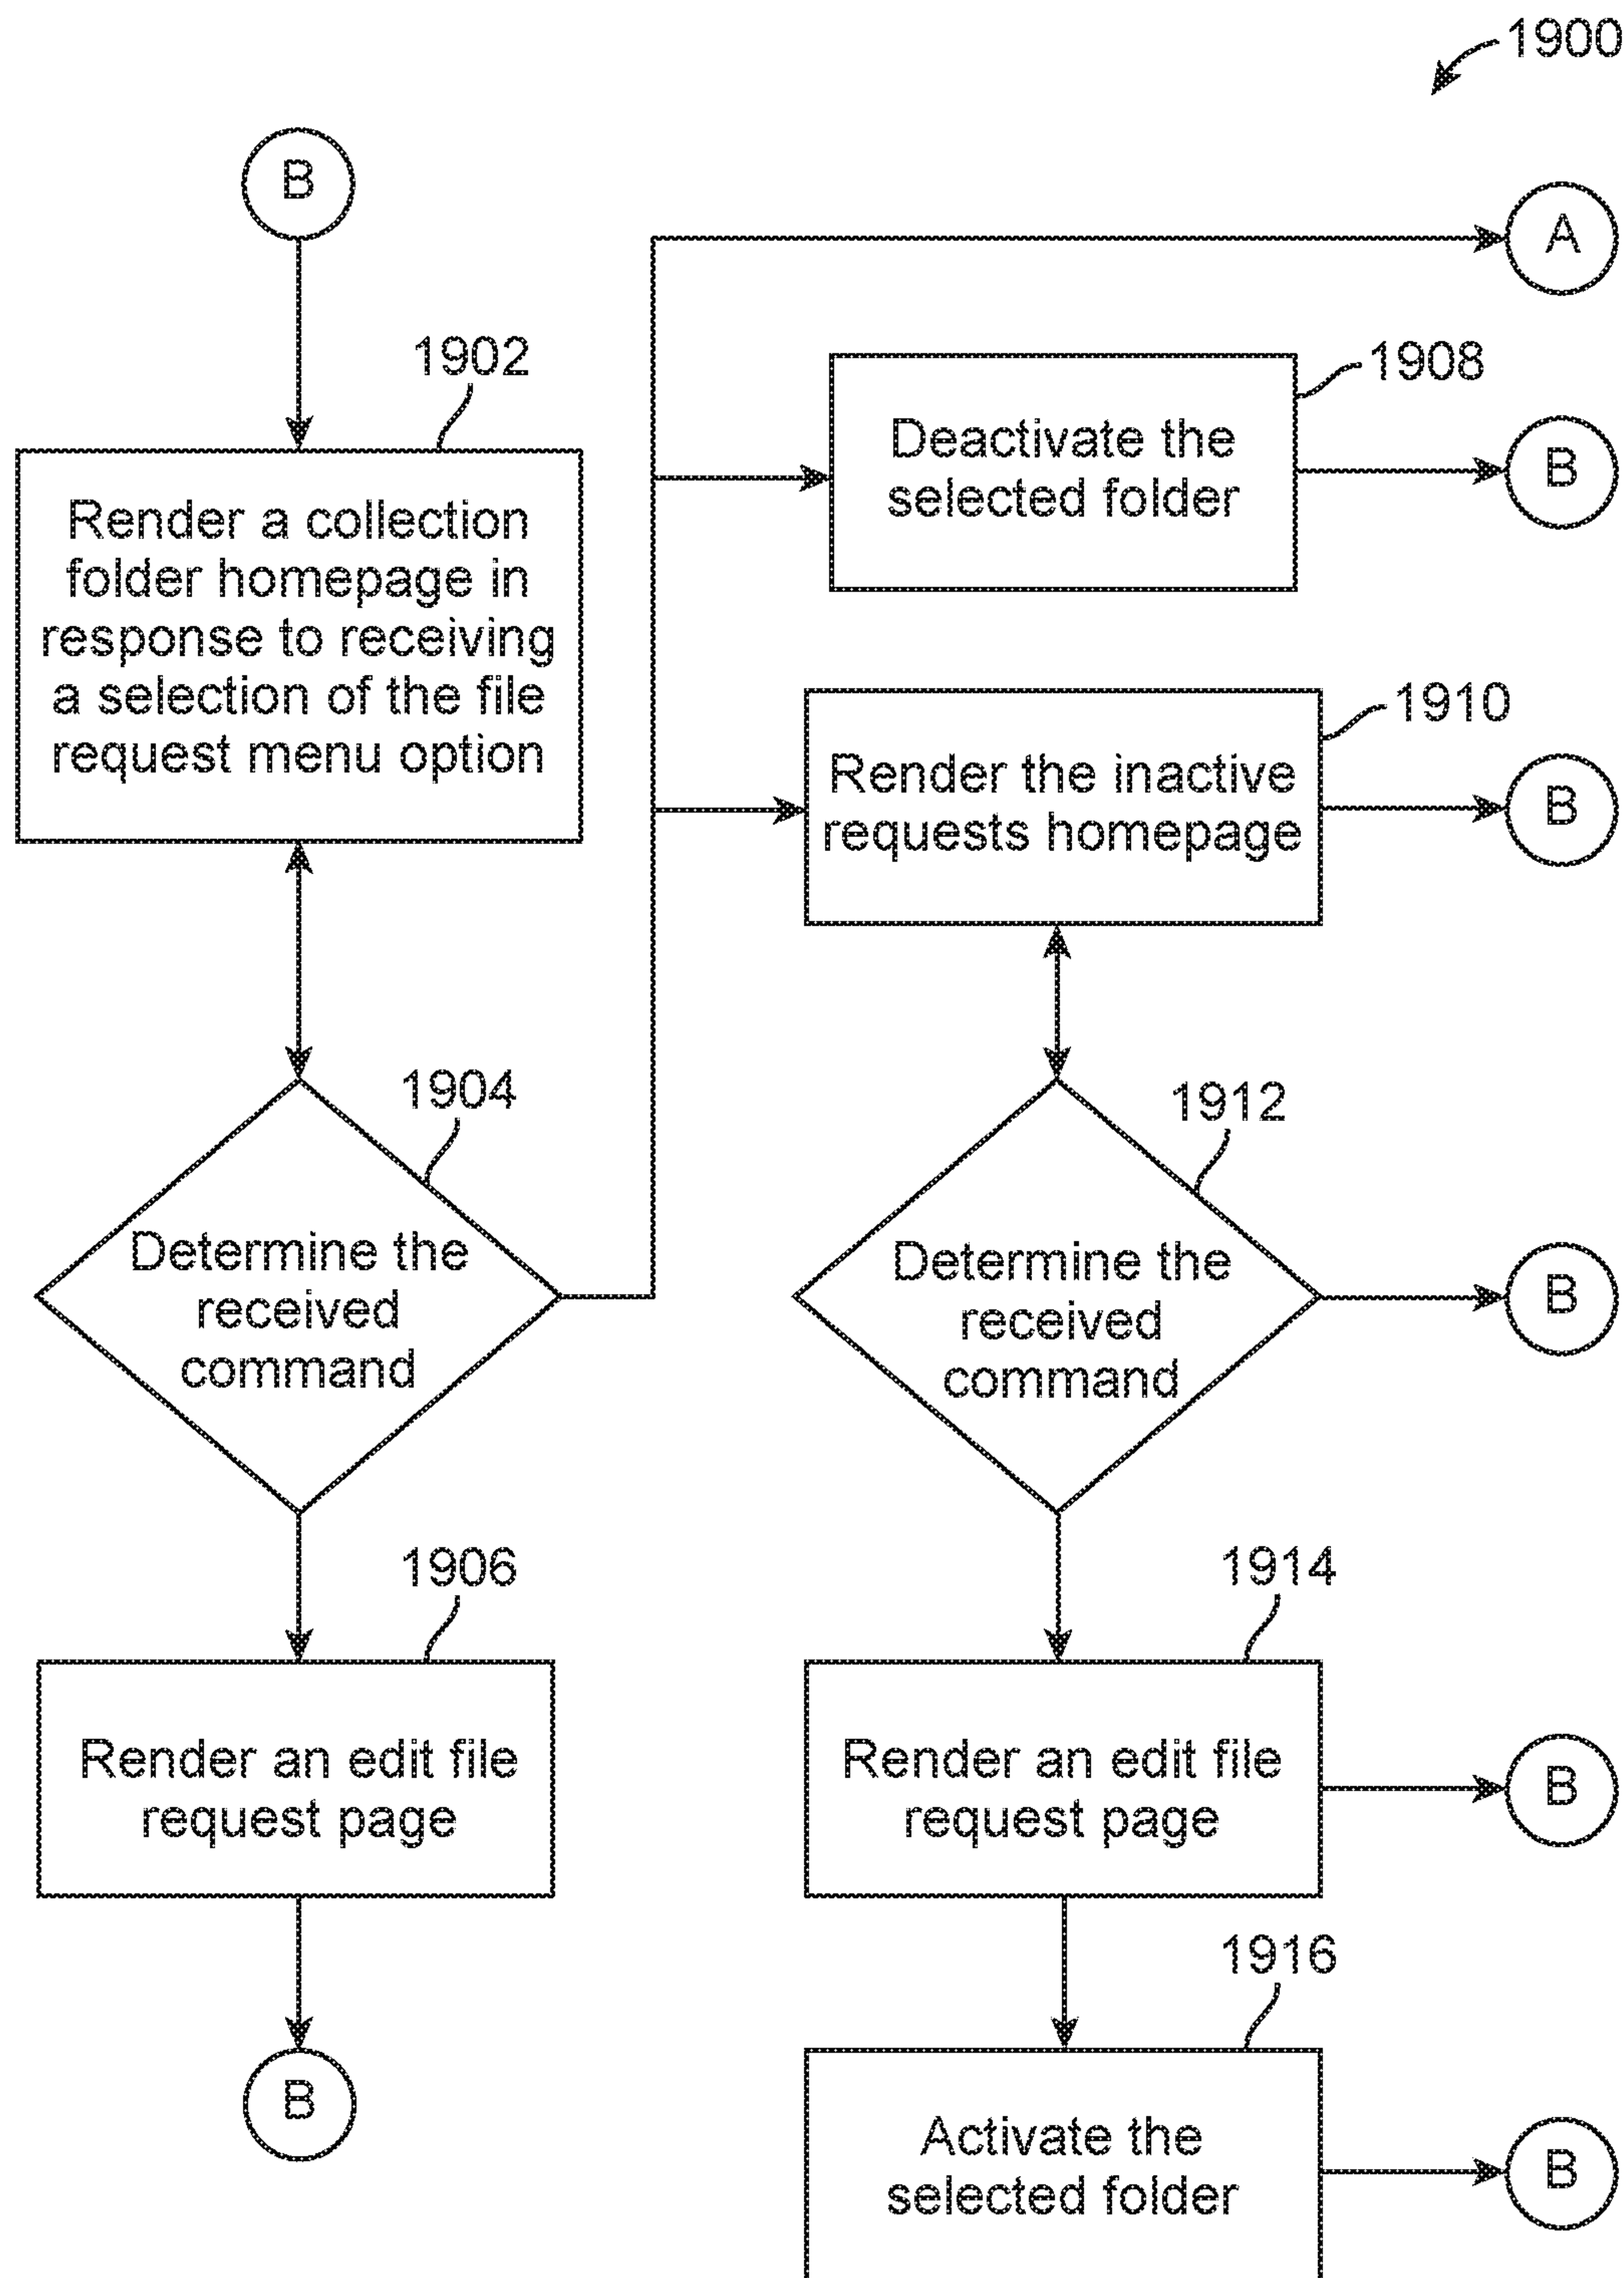 1900
B
A
1902
1908
Render a collection
folder homepage in
response to receiving
a selection of the file
request menu option
Deactivate the
selected folder
B
1910
Render the inactive
requests homepage
B
1904
Determine the
received
command
1912
Determine the
received
command
B
1906
Render an edit file
request page
1914
Render an edit file
request page
B
B
1916
Activate the
selected folder
B